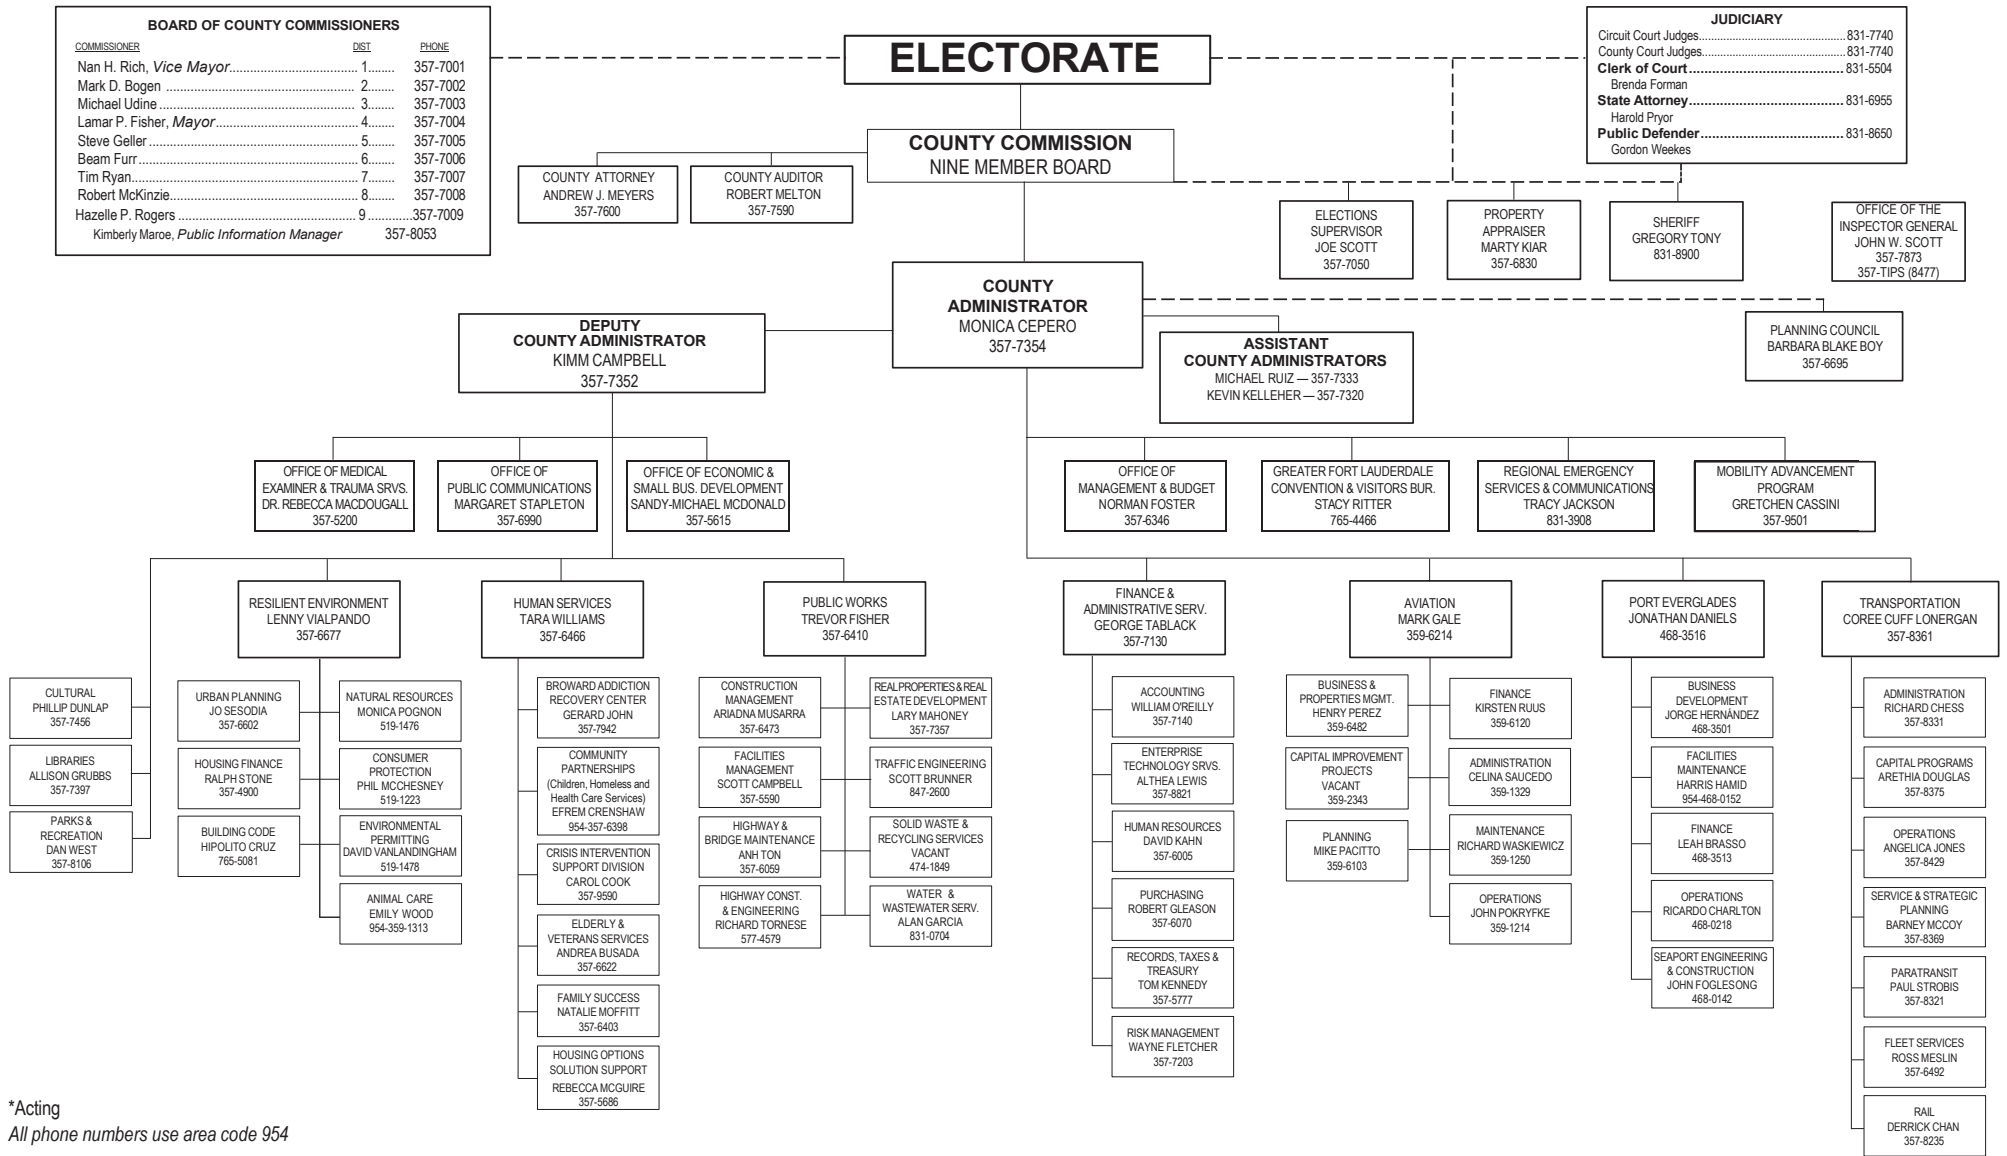 BOARD OF COUNTY COMMISSIONERS
COMMISSIONER DIST PHONE
Nan H. Rich, Vice Mayor....................................... 1........ 357-7001
Mark D. Bogen ............................................... 2........ 357-7002
Michael Udine .................................................. 3........ 357-7003
Lamar P. Fisher, Mayor................................... 4........ 357-7004
Steve Geller .................................................... 5........ 357-7005
Beam Furr ....................................................... 6........ 357-7006
Tim Ryan......................................................... 7........ 357-7007
Robert McKinzie.............................................. 8........ 357-7008
Hazelle P. Rogers ............................................ 9 ............357-7009
Kimberly Maroe, Public Information Manager 357-8053
ELECTORATE
JUDICIARY
Circuit Court Judges................................................ 831-7740
County Court Judges................................................ 831-7740
Clerk of Court........................................ 831-5504
Brenda Forman
State Attorney........................................ 831-6955
Harold Pryor
Public Defender..................................... 831-8650
Gordon Weekes
COUNTY COMMISSION
NINE MEMBER BOARD
COUNTY ATTORNEY
ANDREW J. MEYERS
357-7600
COUNTY AUDITOR
ROBERT MELTON
357-7590
ELECTIONS
SUPERVISOR
JOE SCOTT
357-7050
PROPERTY
APPRAISER
MARTY KIAR
357-6830
SHERIFF
GREGORY TONY
831-8900
OFFICE OF THE
INSPECTOR GENERAL
JOHN W. SCOTT
357-7873
357-TIPS (8477)
COUNTY
ADMINISTRATOR
MONICA CEPERO
357-7354
DEPUTY
COUNTY ADMINISTRATOR
KIMM CAMPBELL
357-7352
ASSISTANT
COUNTY ADMINISTRATORS
MICHAEL RUIZ — 357-7333
KEVIN KELLEHER — 357-7320
PLANNING COUNCIL
BARBARA BLAKE BOY
357-6695
OFFICE OF MEDICAL
EXAMINER & TRAUMA SRVS.
DR. REBECCA MACDOUGALL
357-5200
OFFICE OF
PUBLIC COMMUNICATIONS
MARGARET STAPLETON
357-6990
OFFICE OF ECONOMIC &
SMALL BUS. DEVELOPMENT
SANDY-MICHAEL MCDONALD
357-5615
OFFICE OF
MANAGEMENT & BUDGET
NORMAN FOSTER
357-6346
GREATER FORT LAUDERDALE
CONVENTION & VISITORS BUR.
STACY RITTER
765-4466
REGIONAL EMERGENCY
SERVICES & COMMUNICATIONS
TRACY JACKSON
831-3908
MOBILITY ADVANCEMENT
PROGRAM
GRETCHEN CASSINI
357-9501
RESILIENT ENVIRONMENT
LENNY VIALPANDO
357-6677
HUMAN SERVICES
TARA WILLIAMS
357-6466
PUBLIC WORKS
TREVOR FISHER
357-6410
FINANCE &
ADMINISTRATIVE SERV.
GEORGE TABLACK
357-7130
AVIATION
MARK GALE
359-6214
PORT EVERGLADES
JONATHAN DANIELS
468-3516
TRANSPORTATION
COREE CUFF LONERGAN
357-8361
CULTURAL
PHILLIP DUNLAP
357-7456
LIBRARIES
ALLISON GRUBBS
357-7397
PARKS &
RECREATION
DAN WEST
357-8106
URBAN PLANNING
JO SESODIA
357-6602
HOUSING FINANCE
RALPH STONE
357-4900
BUILDING CODE
HIPOLITO CRUZ
765-5081
NATURAL RESOURCES
MONICA POGNON
519-1476
CONSUMER
PROTECTION
PHIL MCCHESNEY
519-1223
ENVIRONMENTAL
PERMITTING
DAVID VANLANDINGHAM
519-1478
ANIMAL CARE
EMILY WOOD
954-359-1313
BROWARD ADDICTION
RECOVERY CENTER
GERARD JOHN
357-7942
COMMUNITY
PARTNERSHIPS
(Children, Homeless and
Health Care Services)
EFREM CRENSHAW
954-357-6398
CRISIS INTERVENTION
SUPPORT DIVISION
CAROL COOK
357-9590
ELDERLY &
VETERANS SERVICES
ANDREA BUSADA
357-6622
FAMILY SUCCESS
NATALIE MOFFITT
357-6403
HOUSING OPTIONS
SOLUTION SUPPORT
REBECCA MCGUIRE
357-5686
CONSTRUCTION
MANAGEMENT
ARIADNA MUSARRA
357-6473
FACILITIES
MANAGEMENT
SCOTT CAMPBELL
357-5590
HIGHWAY &
BRIDGE MAINTENANCE
ANH TON
357-6059
HIGHWAY CONST.
& ENGINEERING
RICHARD TORNESE
577-4579
REAL PROPERTIES & REAL
ESTATE DEVELOPMENT
LARY MAHONEY
357-7357
TRAFFIC ENGINEERING
SCOTT BRUNNER
847-2600
SOLID WASTE &
RECYCLING SERVICES
VACANT
474-1849
WATER &
WASTEWATER SERV.
ALAN GARCIA
831-0704
ACCOUNTING
WILLIAM O'REILLY
357-7140
ENTERPRISE
TECHNOLOGY SRVS.
ALTHEA LEWIS
357-8821
HUMAN RESOURCES
DAVID KAHN
357-6005
PURCHASING
ROBERT GLEASON
357-6070
RECORDS, TAXES &
TREASURY
TOM KENNEDY
357-5777
RISK MANAGEMENT
WAYNE FLETCHER
357-7203
BUSINESS &
PROPERTIES MGMT.
HENRY PEREZ
359-6482
CAPITAL IMPROVEMENT
PROJECTS
VACANT
359-2343
PLANNING
MIKE PACITTO
359-6103
FINANCE
KIRSTEN RUUS
359-6120
ADMINISTRATION
CELINA SAUCEDO
359-1329
MAINTENANCE
RICHARD WASKIEWICZ
359-1250
OPERATIONS
JOHN POKRYFKE
359-1214
BUSINESS
DEVELOPMENT
JORGE HERNÁNDEZ
468-3501
FACILITIES
MAINTENANCE
HARRIS HAMID
954-468-0152
FINANCE
LEAH BRASSO
468-3513
OPERATIONS
RICARDO CHARLTON
468-0218
SEAPORT ENGINEERING
& CONSTRUCTION
JOHN FOGLESONG
468-0142
ADMINISTRATION
RICHARD CHESS
357-8331
CAPITAL PROGRAMS
ARETHIA DOUGLAS
357-8375
OPERATIONS
ANGELICA JONES
357-8429
SERVICE & STRATEGIC
PLANNING
BARNEY MCCOY
357-8369
PARATRANSIT
PAUL STROBIS
357-8321
FLEET SERVICES
ROSS MESLIN
357-6492
RAIL
DERRICK CHAN
357-8235
*Acting
All phone numbers use area code 954